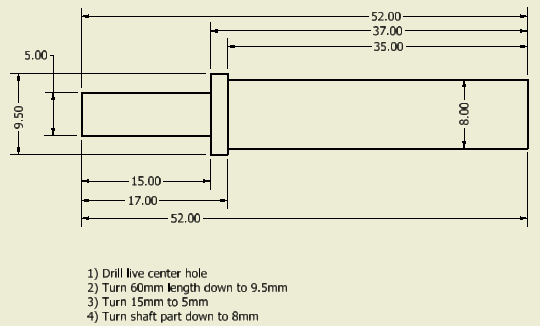 52.00
37.00
35.00
5.00
9.50
8.00
15.00
17.00
52.00
1) Drill live center hole
2) Turn 60mm length down to 9.5mm
3) Turn 15mm to 5mm
4) Turn shaft part down to 8mm